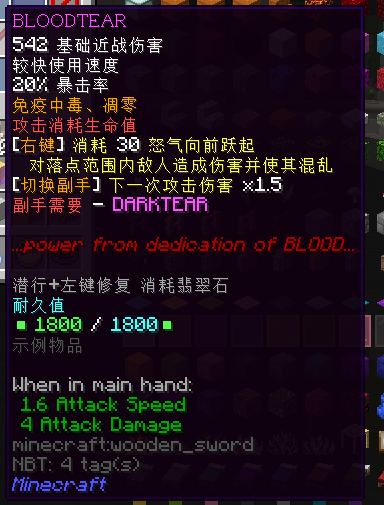 BLOODTEAR
542 基础近战伤害
较快使用速度
20% 暴击率
免疫中毒、凋零
攻击消耗生命值
[右键] 消耗 30 怒气向前跃起
对落点范围内敌人造成伤害并使其混乱
[切换副手] 下一次攻击伤害 x1.5
副手需要 - DARKTEAR
...power from dedication of BLOOD...
潜行+左键修复 消耗翡翠石
耐久值
▪ 1800 / 1800 ▪
示例物品
When in main hand:
1.6 Attack Speed
4 Attack Damage
minecraft:wooden_sword
NBT: 4 tag(s)
Minecraft